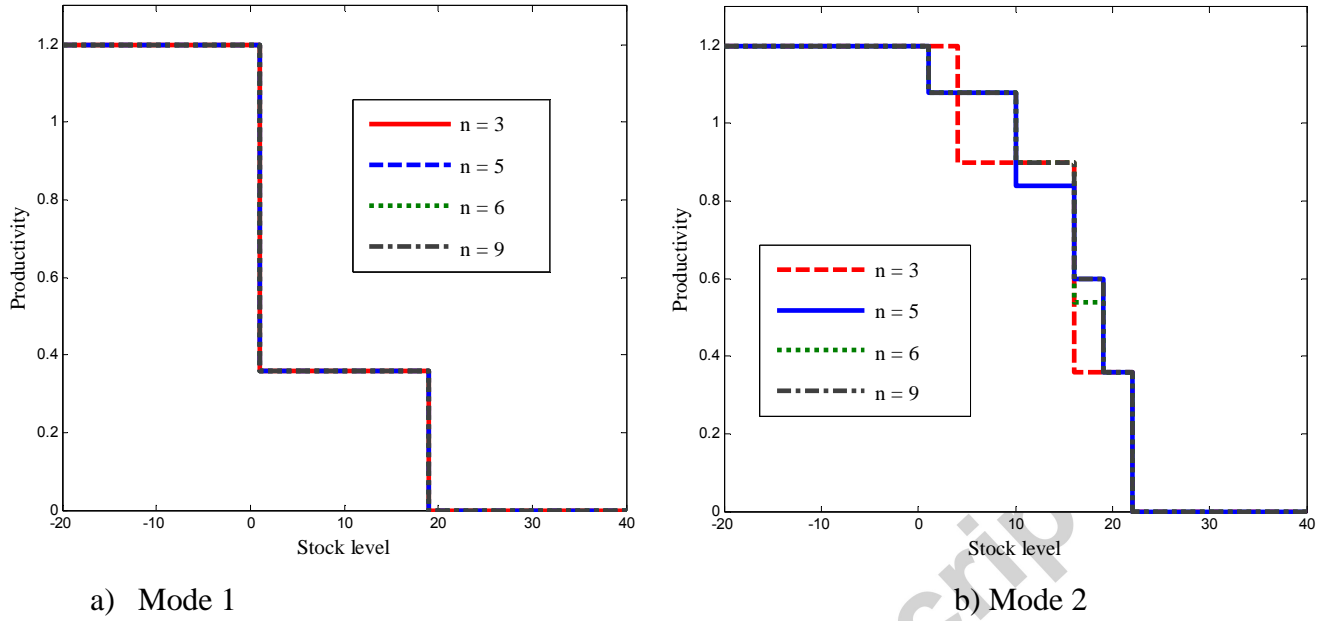 1.2
1
0.8
0.6
0.4
0.2
0
Productivity
n = 3
n = 5
n = 6
n = 9
-20 -10 0 10 20 30 40
Stock level
a) Mode 1
1.2
1
0.8
0.6
0.4
0.2
0
Productivity
n = 3
n = 5
n = 6
n = 9
-20 -10 0 10 20 30 40
Stock level
b) Mode 2
crip